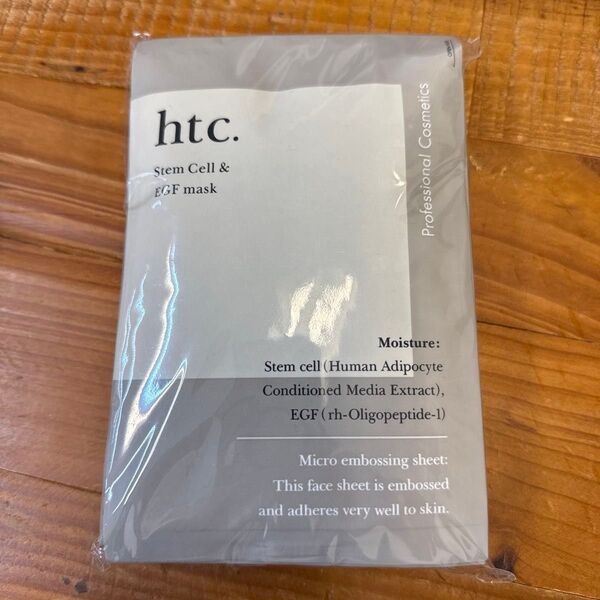 htc.
Stem Cell &
EGF mask
Professional Cosmetics
Moisture:
Stem cell (Human Adipocyte
Conditioned Media Extract),
EGF ( rh-Oligopeptide-1)
Micro embossing sheet:
This face sheet is embossed
and adheres very well to skin.